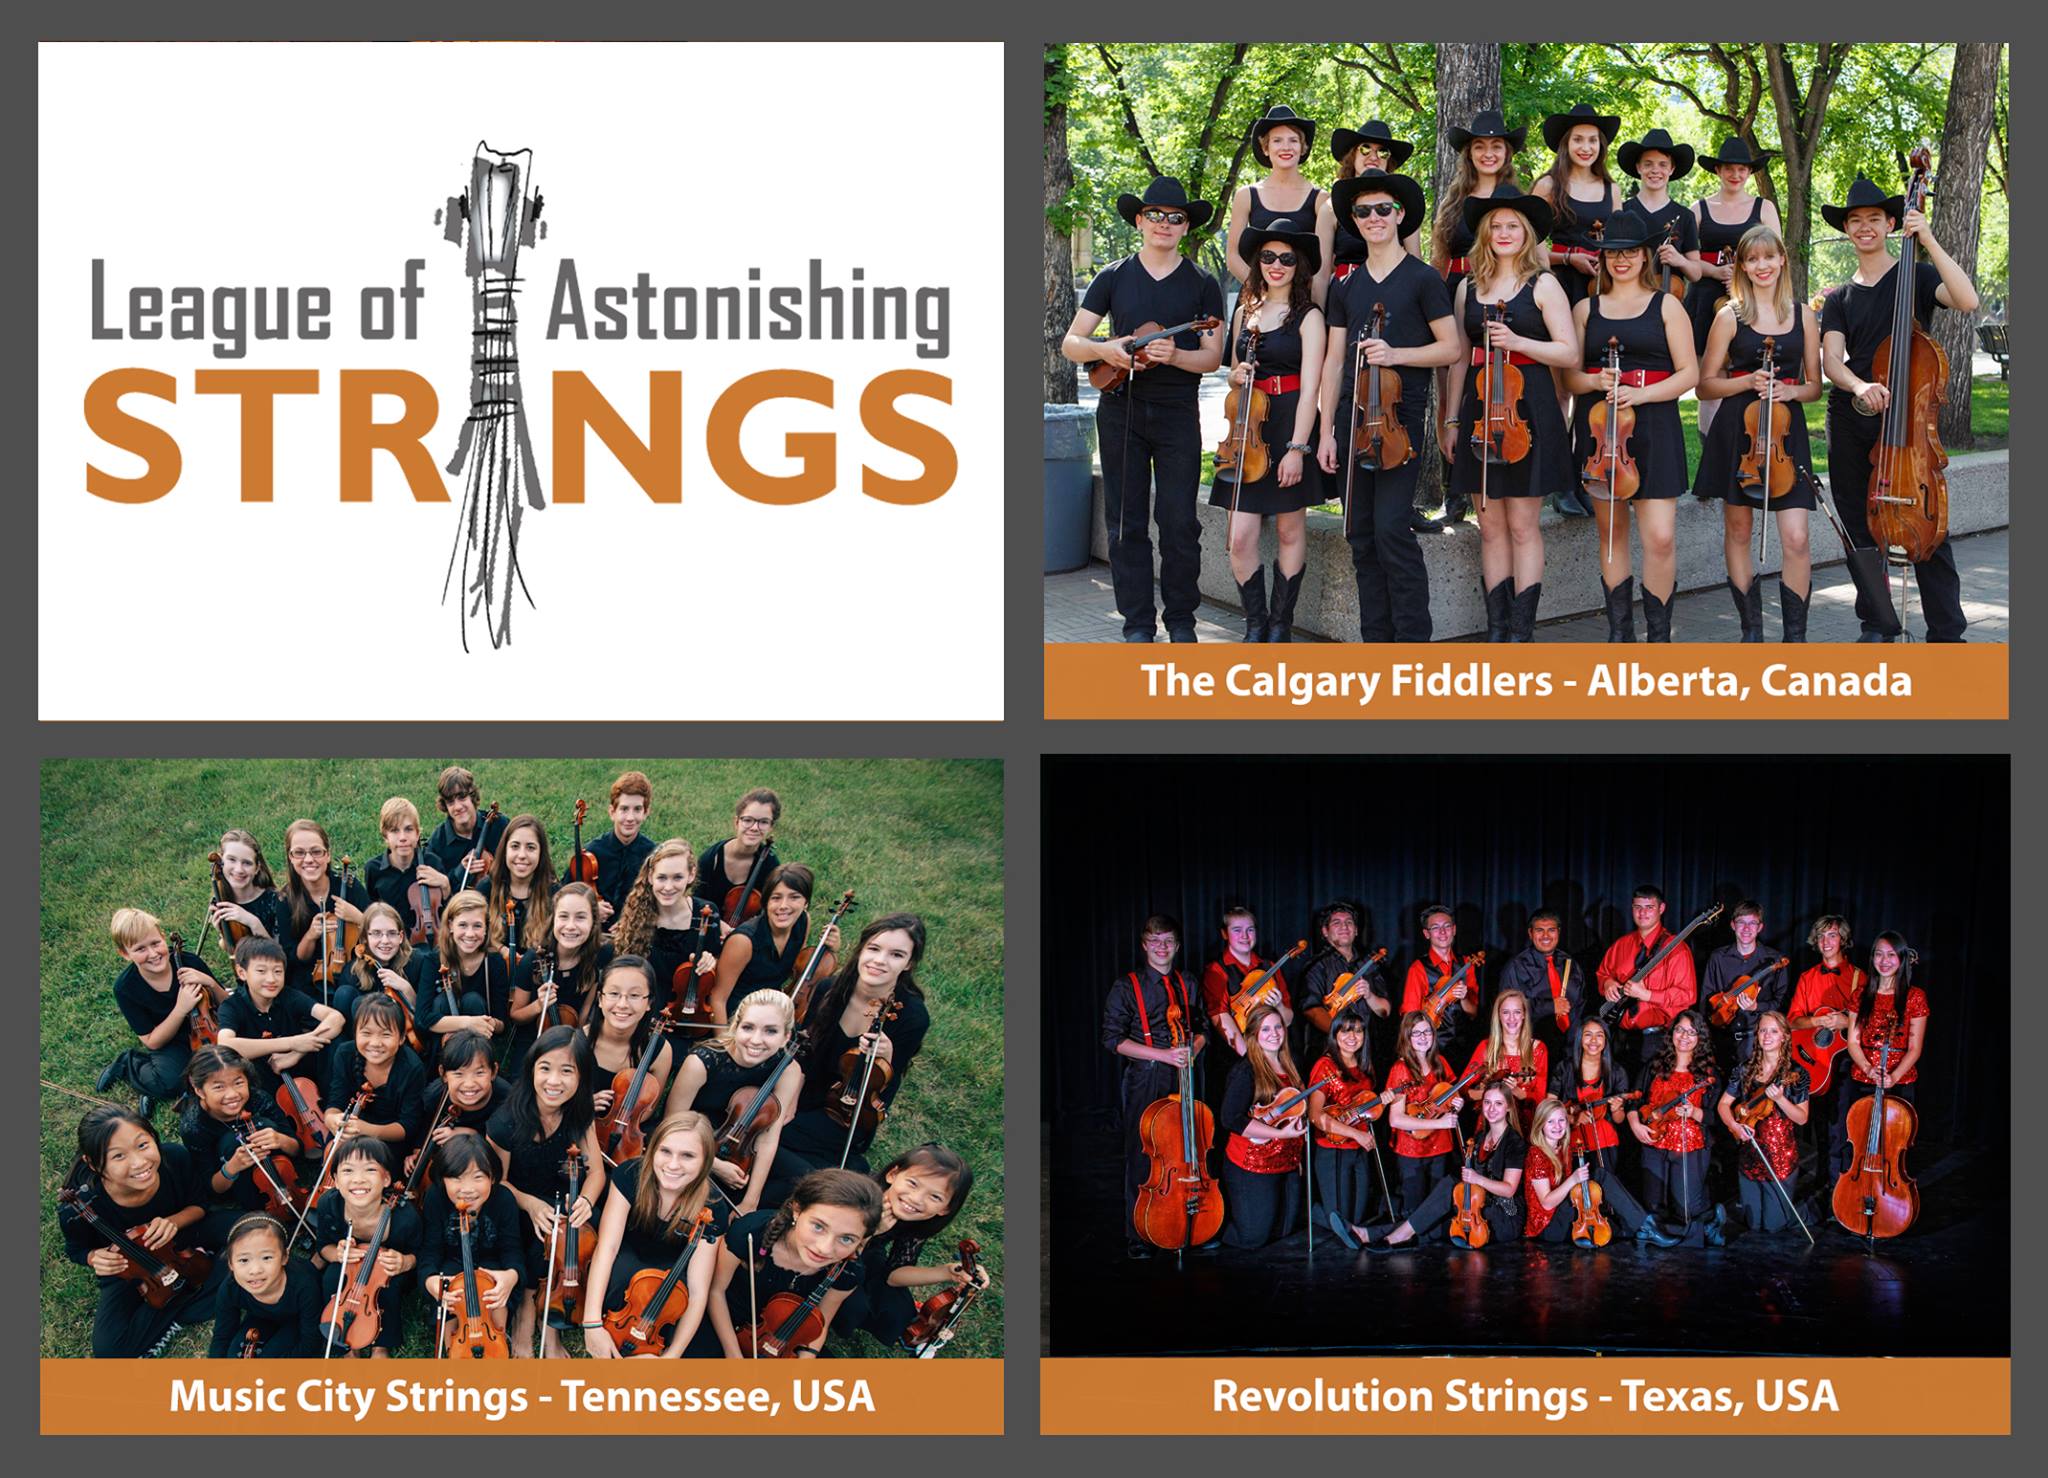 League of Astonishing
STRINGS
The Calgary Fiddlers - Alberta, Canada
Music City Strings - Tennessee, USA
Revolution Strings - Texas, USA